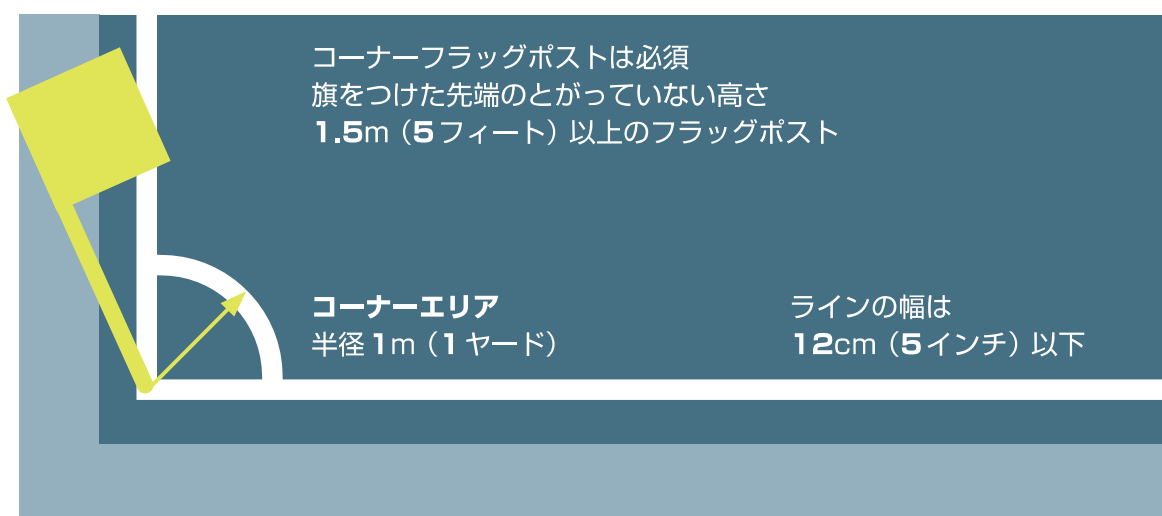 コーナーフラッグポストは必須
旗をつけた先端のとがっていない高さ
1.5m(5フィート)以上のフラッグポスト
コーナーエリア
半径1m(1ヤード)
ラインの幅は
12cm(5インチ)以下